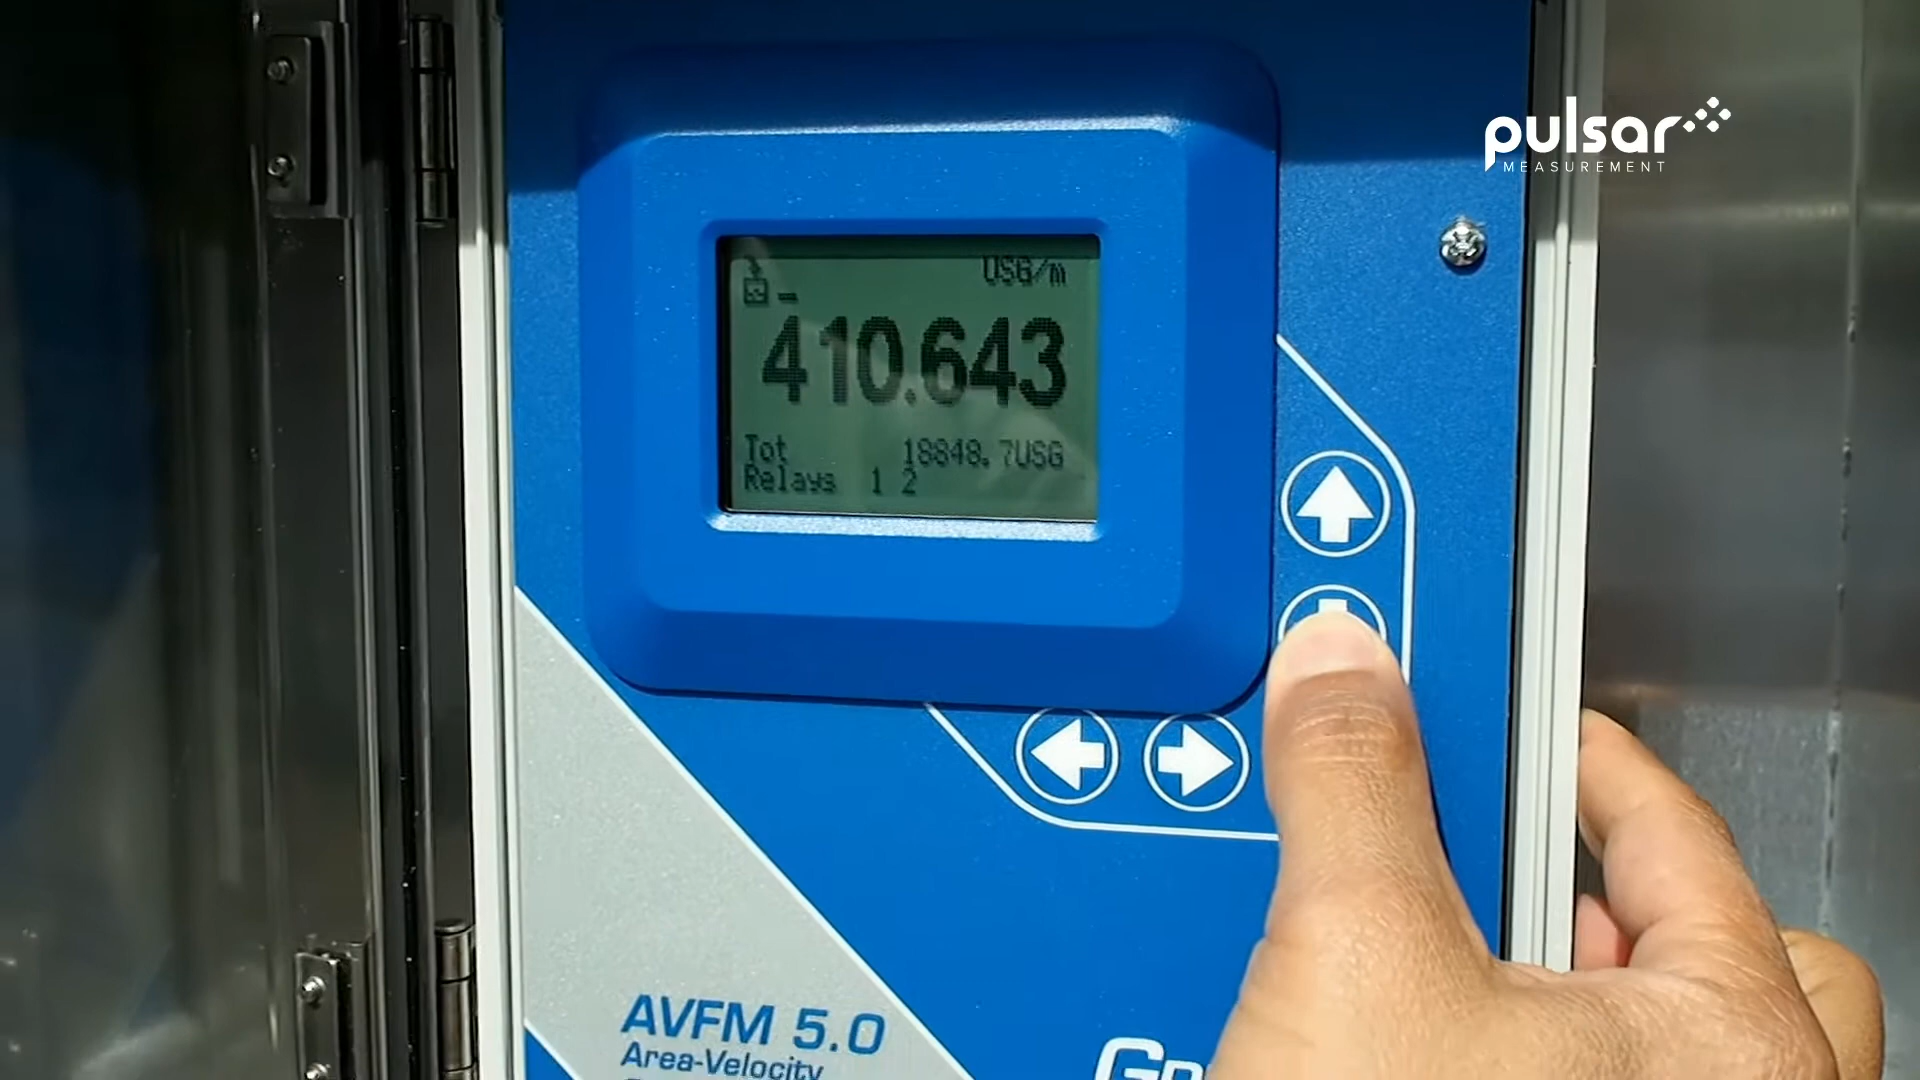 pulsar
MEASUREMENT
USG/m
410.643
Tot 18848.7USG
Relays 1 2
AVFM 5.0
Area-Velocity